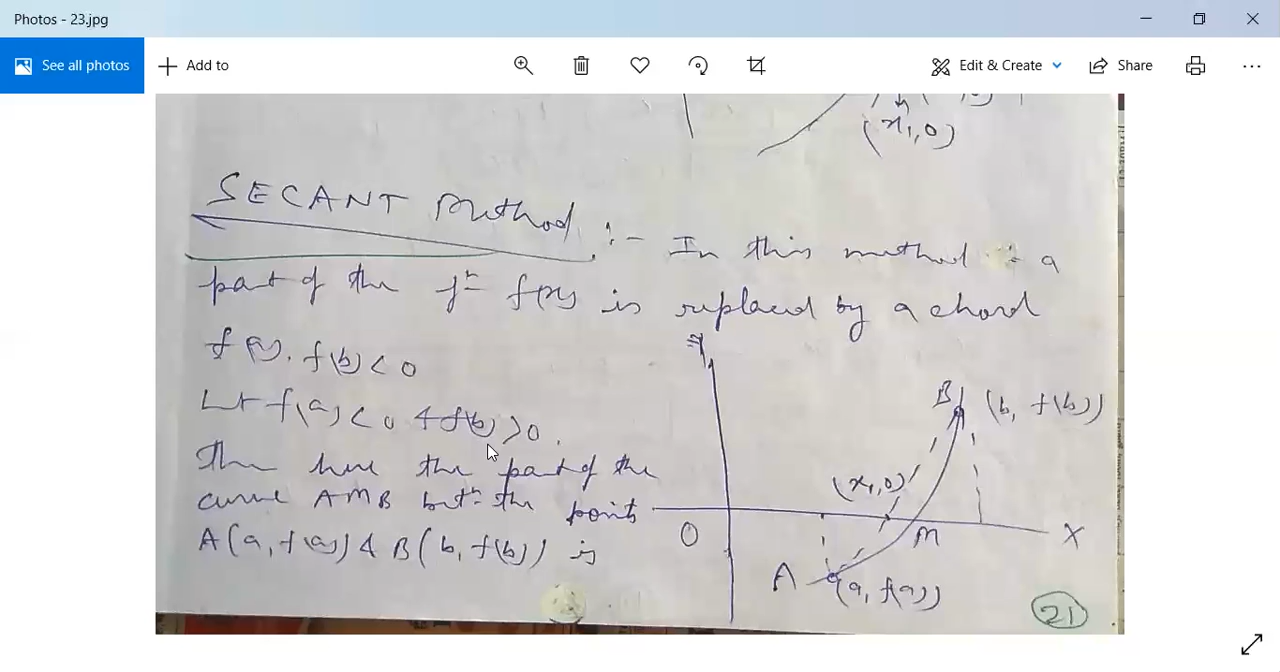 Photos - 23.jpg
See all photos
Add to
Edit & Create
Share
(x1,0)
SECANT Method :- In this method a
part of the fn f(x) is replaced by a chord
f(a). f(b) < 0
Let f(a) < 0 & f(b) > 0.
Then here the part of the
curve AMB betn the points
A(a, f(a)) & B(b, f(b)) is
y
B (b, f(b))
(x1,0)
O
M
X
A (a, f(a))
21